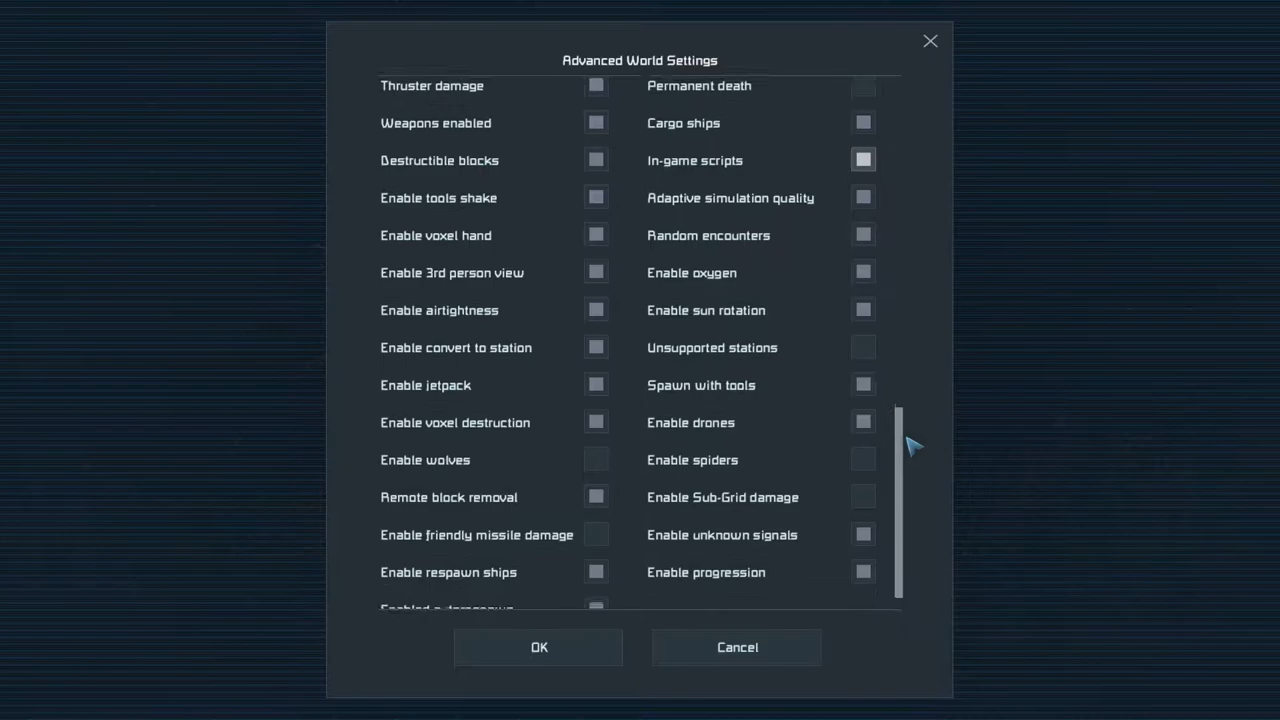 Advanced World Settings
Thruster damage Permanent death
Weapons enabled Cargo ships
Destructible blocks In-game scripts
Enable tools shake Adaptive simulation quality
Enable voxel hand Random encounters
Enable 3rd person view Enable oxygen
Enable airtightness Enable sun rotation
Enable convert to station Unsupported stations
Enable jetpack Spawn with tools
Enable voxel destruction Enable drones
Enable wolves Enable spiders
Remote block removal Enable Sub-Grid damage
Enable friendly missile damage Enable unknown signals
Enable respawn ships Enable progression
OK Cancel